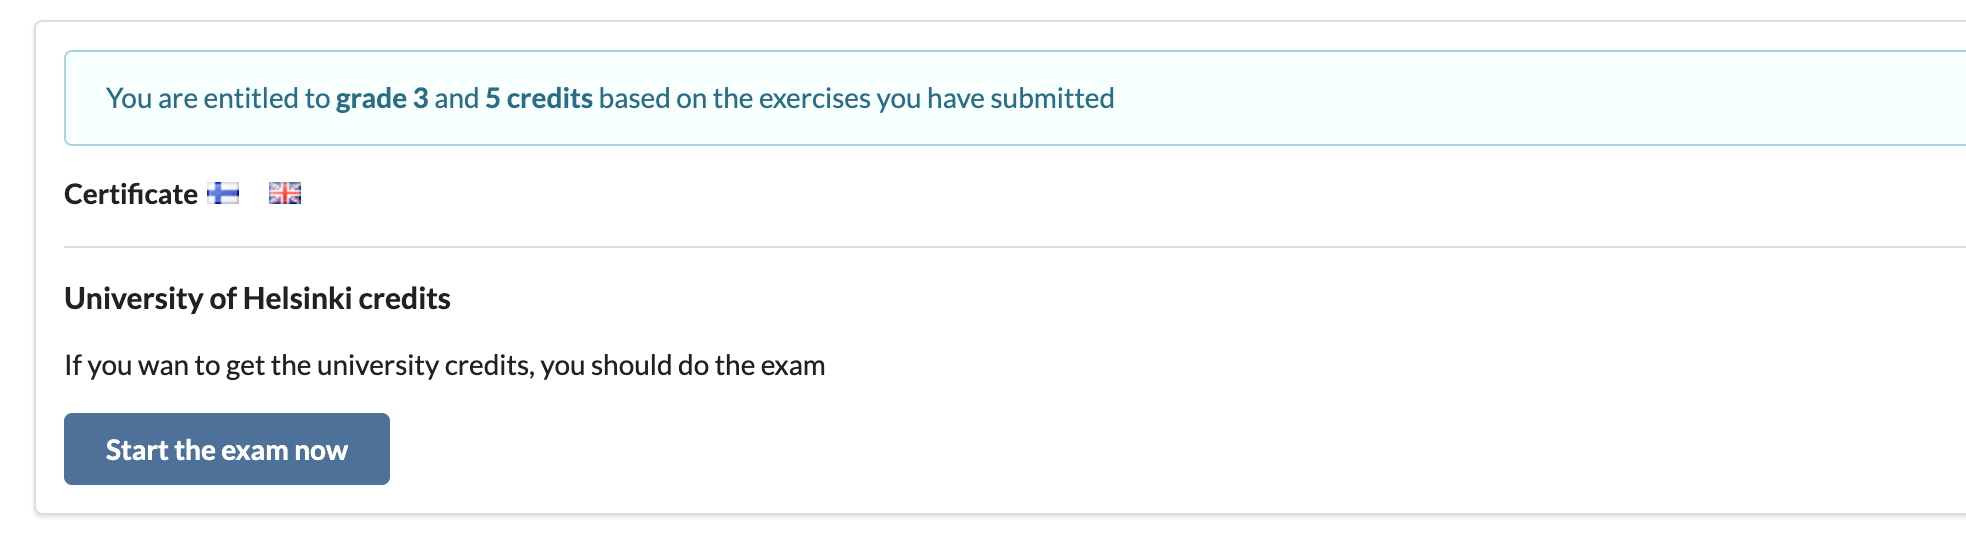 You are entitled to grade 3 and 5 credits based on the exercises you have submitted
Certificate
University of Helsinki credits
If you wan to get the university credits, you should do the exam
Start the exam now